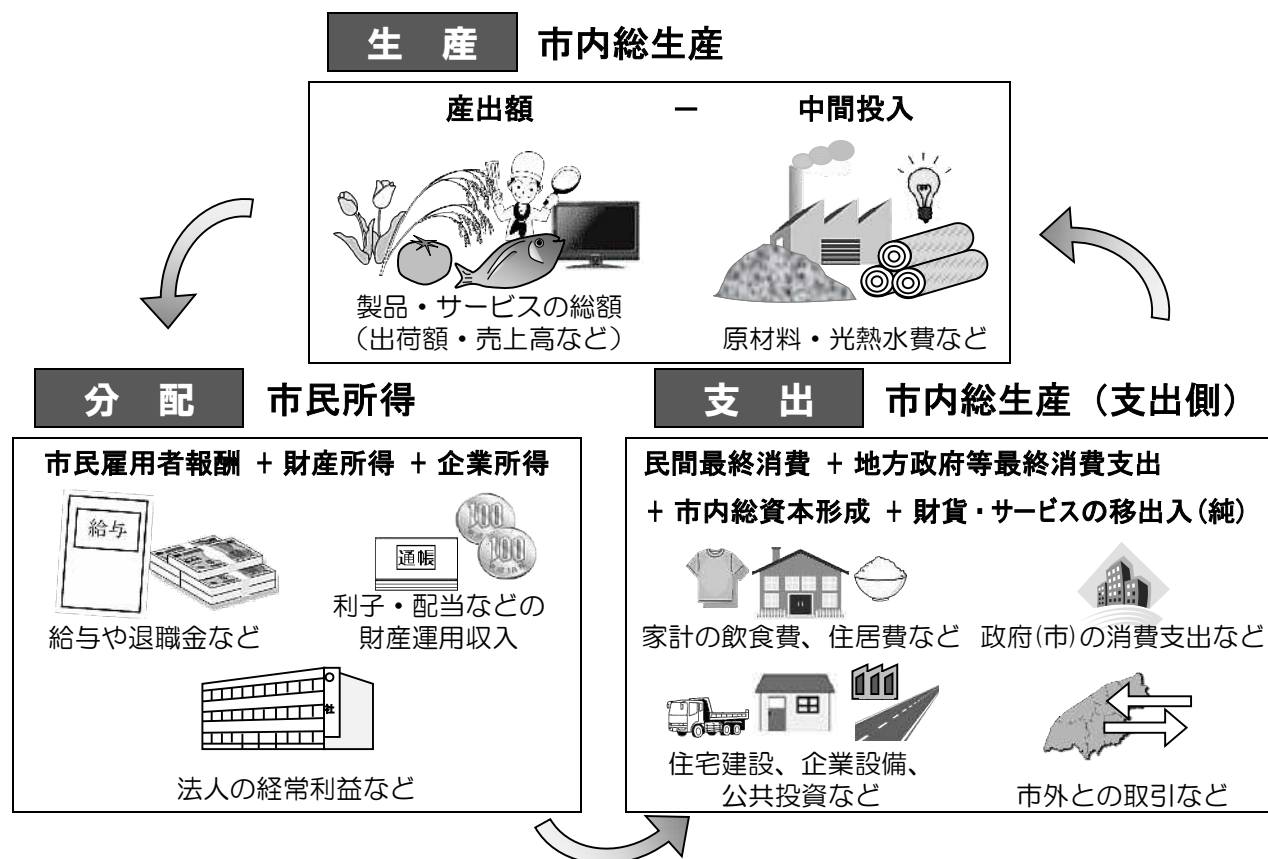 生 産 市内総生産
産出額 － 中間投入
製品・サービスの総額
（出荷額・売上高など）
原材料・光熱水費など
分 配 市民所得
市民雇用者報酬 + 財産所得 + 企業所得
給与
通帳
100
100
給与や退職金など
利子・配当などの
財産運用収入
社
法人の経常利益など
支 出 市内総生産（支出側）
民間最終消費 + 地方政府等最終消費支出
+ 市内総資本形成 + 財貨・サービスの移出入(純)
家計の飲食費、住居費など
政府(市)の消費支出など
住宅建設、企業設備、
公共投資など
市外との取引など